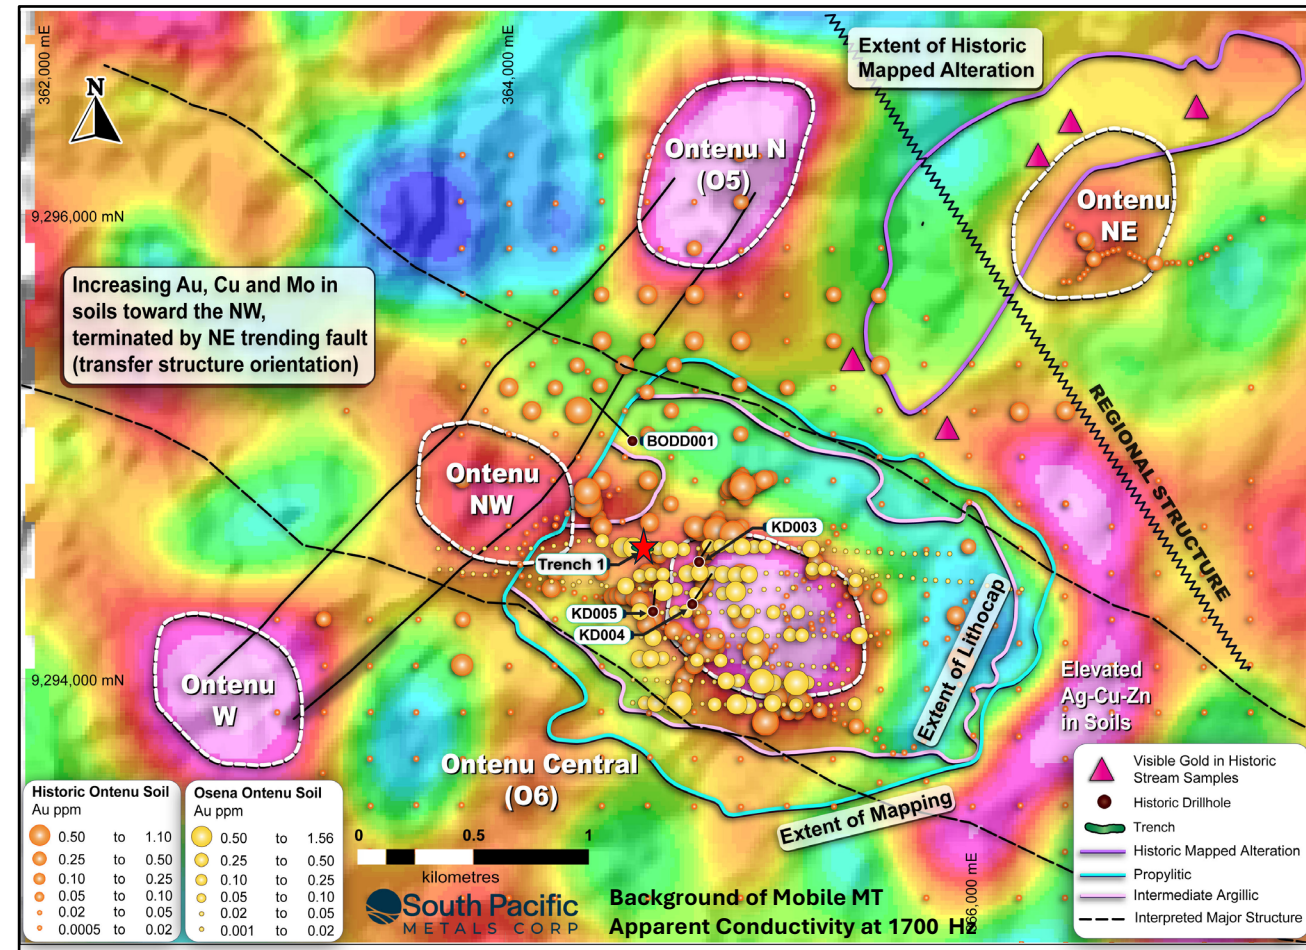 362,000 mE
364,000 mE
Extent of Historic
Mapped Alteration
N
Ontenu N
(O5)
Ontenu
NE
9,296,000 mN
Increasing Au, Cu and Mo in
soils toward the NW,
terminated by NE trending fault
(transfer structure orientation)
REGIONAL STRUCTURE
BODD001
Ontenu
NW
KD003
Trench 1
KD005
KD004
Extent of Lithocap
9,294,000 mN
Ontenu
W
Elevated
Ag-Cu-Zn
in Soils
Ontenu Central
(O6)
Extent of Mapping
Historic Ontenu Soil
Au ppm
0.50 to 1.10
0.25 to 0.50
0.10 to 0.25
0.05 to 0.10
0.02 to 0.05
0.0005 to 0.02
Osena Ontenu Soil
Au ppm
0.50 to 1.56
0.25 to 0.50
0.10 to 0.25
0.05 to 0.10
0.02 to 0.05
0.001 to 0.02
0 0.5 1
kilometres
South Pacific
METALS CORP
Background of Mobile MT
Apparent Conductivity at 1700 Hz
Visible Gold in Historic
Stream Samples
Historic Drillhole
Trench
Historic Mapped Alteration
Propylitic
Intermediate Argillic
Interpreted Major Structure